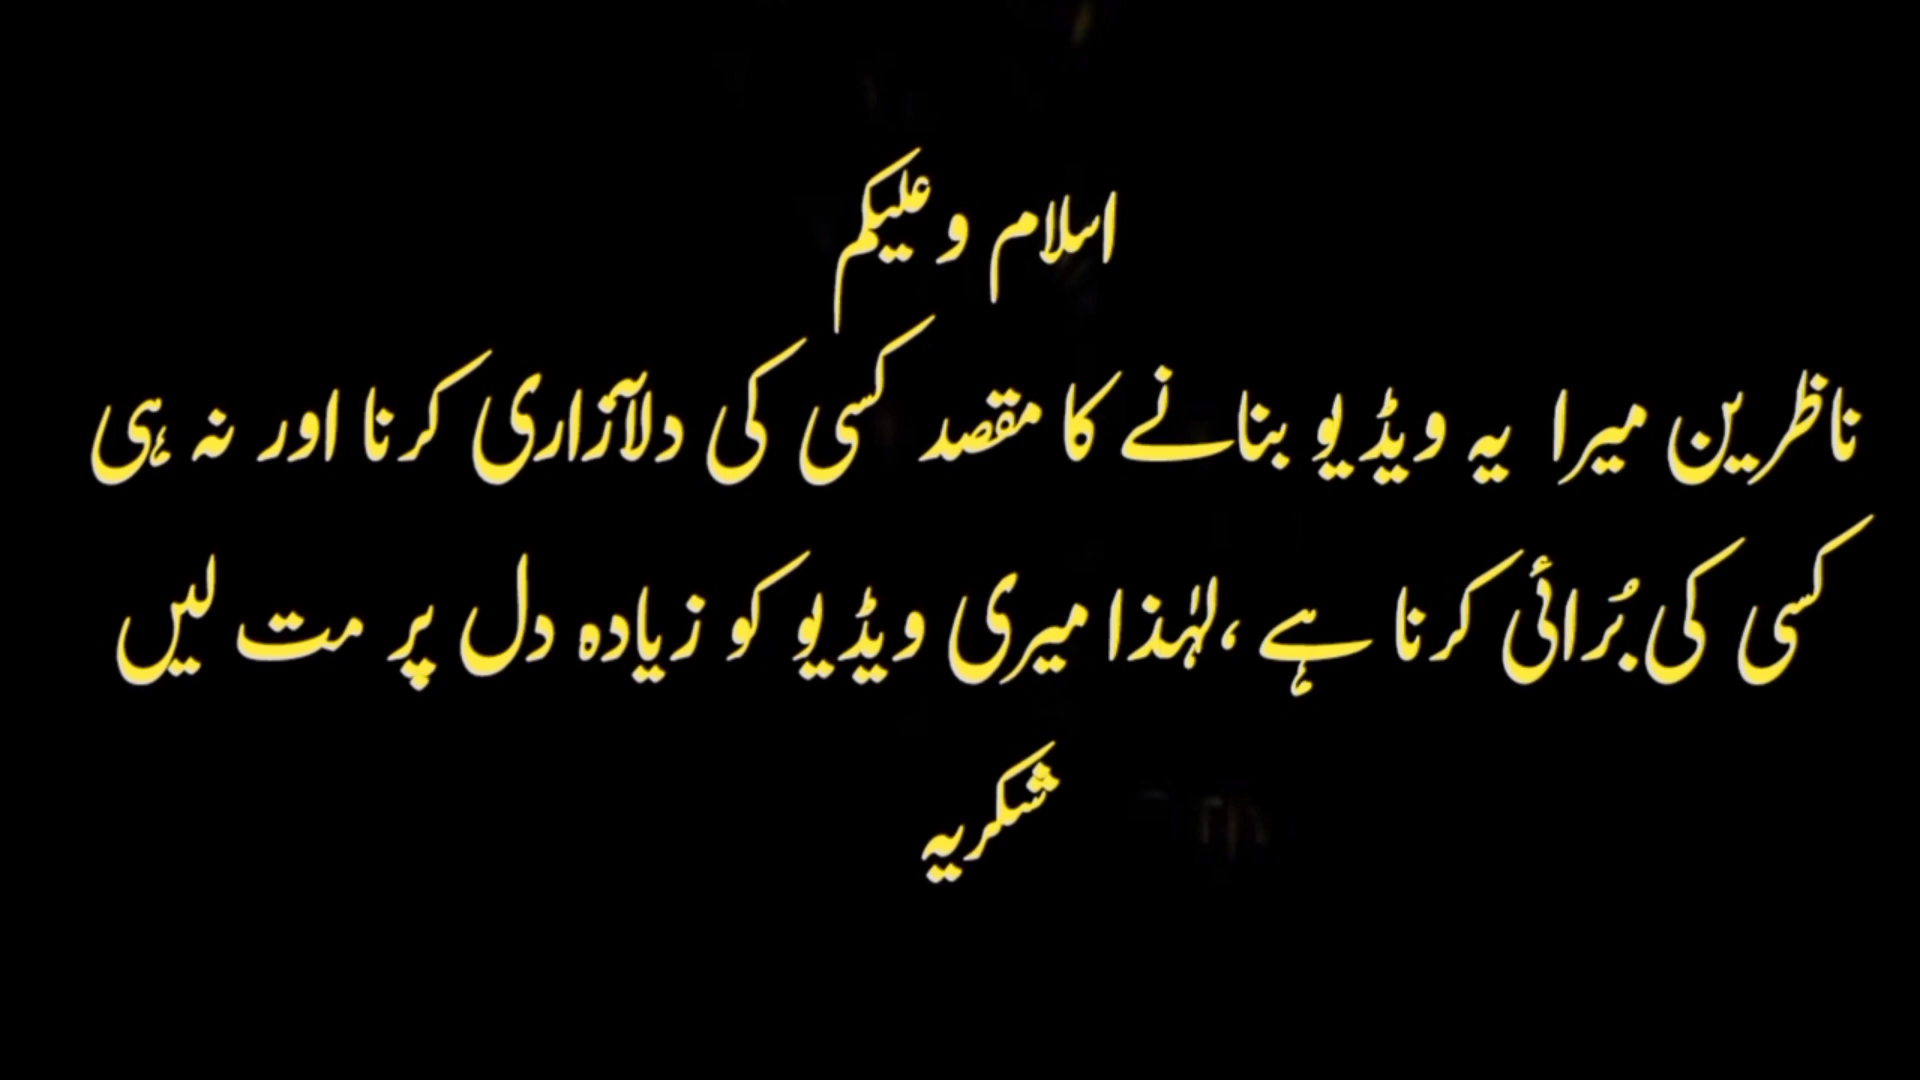 اسلام و علیکم
ناظرین میرا یہ ویڈیو بنانے کا مقصد کسی کی دلآزاری کرنا اور نہ ہی
کسی کی بُرائی کرنا ہے ،لہٰذا میری ویڈیو کو زیادہ دل پر مت لیں
شکریہ